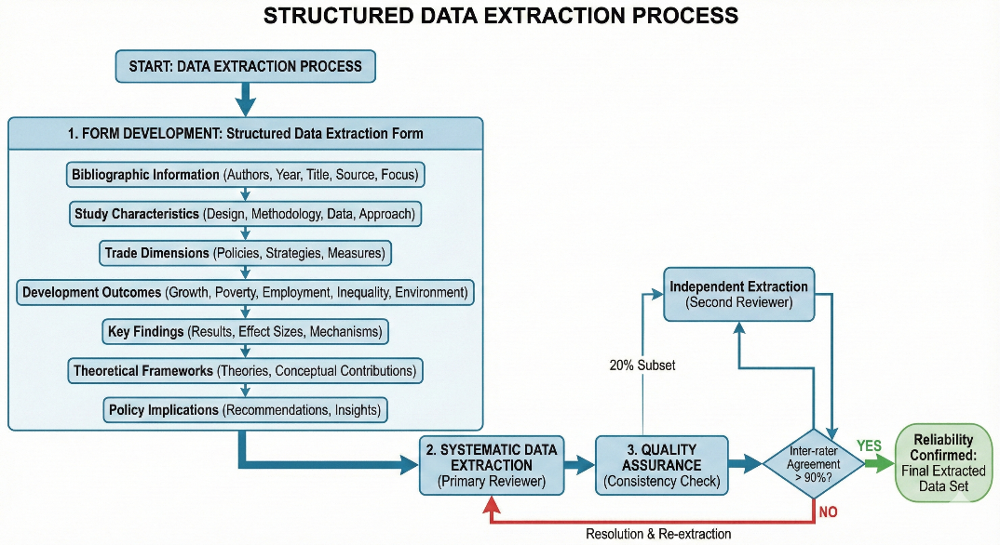 STRUCTURED DATA EXTRACTION PROCESS
START: DATA EXTRACTION PROCESS
1. FORM DEVELOPMENT: Structured Data Extraction Form
Bibliographic Information (Authors, Year, Title, Source, Focus)
Study Characteristics (Design, Methodology, Data, Approach)
Trade Dimensions (Policies, Strategies, Measures)
Development Outcomes (Growth, Poverty, Employment, Inequality, Environment)
Key Findings (Results, Effect Sizes, Mechanisms)
Theoretical Frameworks (Theories, Conceptual Contributions)
Policy Implications (Recommendations, Insights)
2. SYSTEMATIC DATA
EXTRACTION
(Primary Reviewer)
3. QUALITY
ASSURANCE
(Consistency Check)
20% Subset
Independent Extraction
(Second Reviewer)
Inter-rater
Agreement
> 90%?
YES
Reliability
Confirmed:
Final Extracted
Data Set
NO
Resolution & Re-extraction